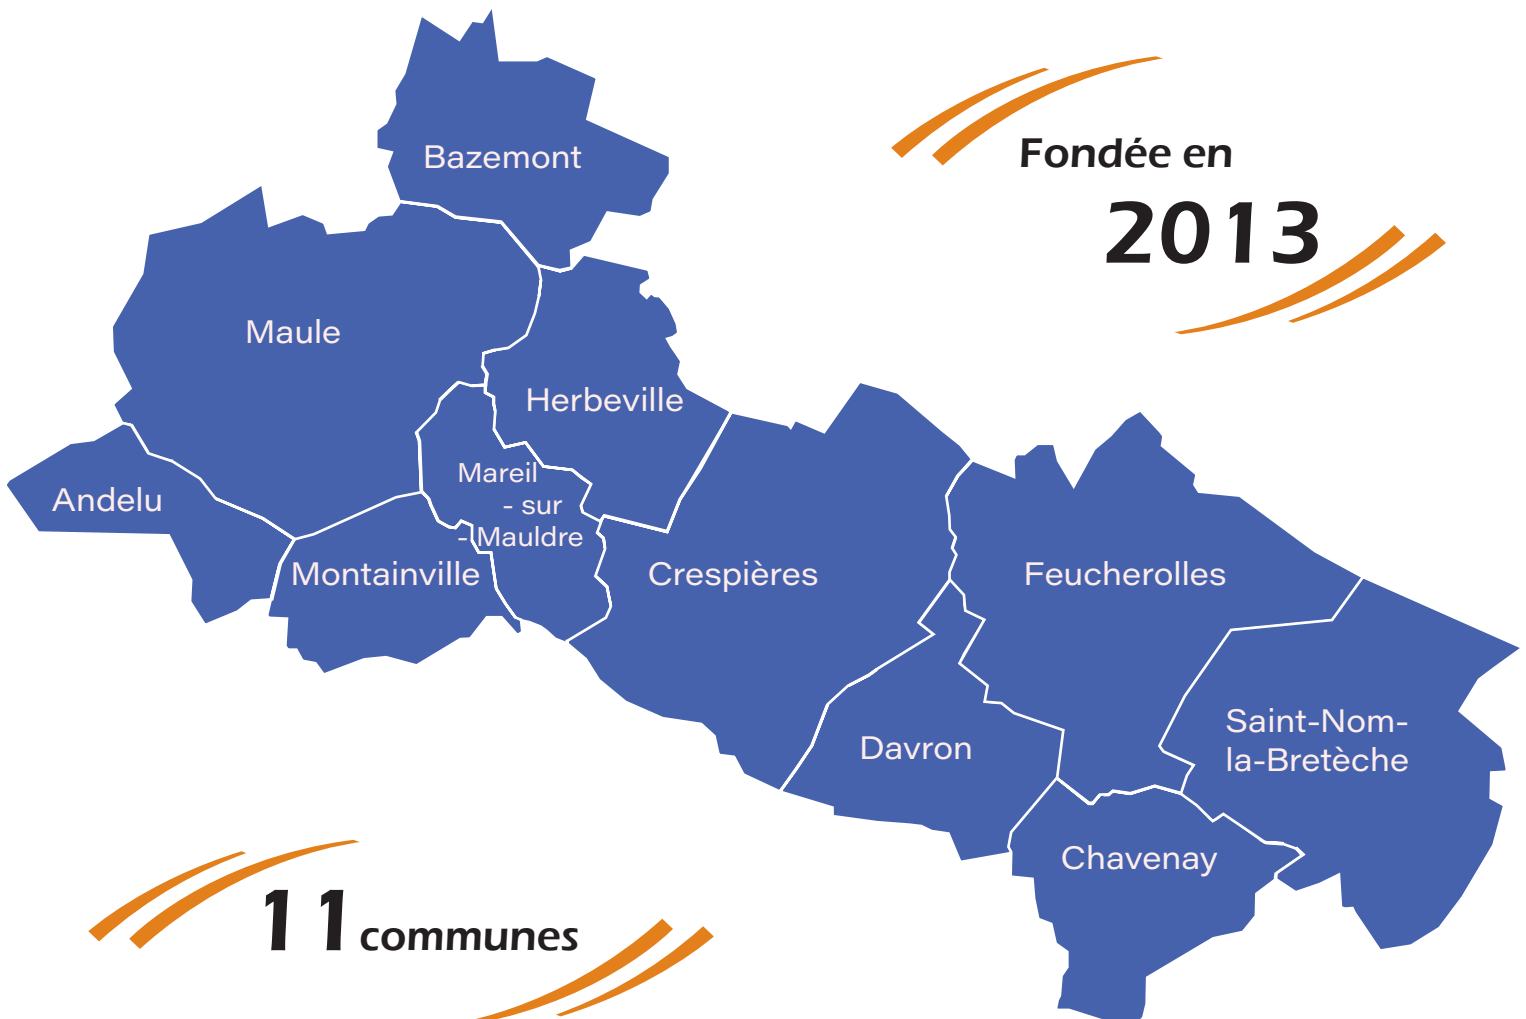 Bazemont
Fondée en
2013
Maule
Herbeville
Mareil
- sur
- Mauldre
Andelu
Montainville
Crespières
Feucherolles
Saint-Nom-
la-Bretèche
Davron
Chavenay
11 communes